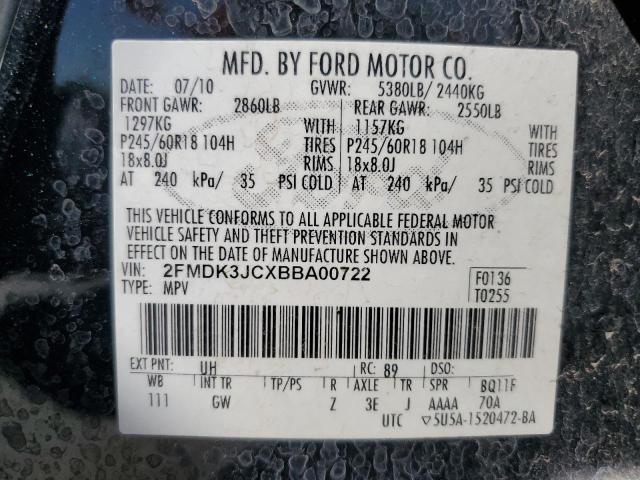 MFD. BY FORD MOTOR CO.
DATE: 07/10 GVWR: 5380LB/ 2440KG
FRONT GAWR: 2860LB REAR GAWR: 2550LB
1297KG WITH 1157KG WITH
P245/60R18 104H TIRES P245/60R18 104H TIRES
18x8.0J RIMS 18x8.0J RIMS
AT 240 kPa/ 35 PSI COLD AT 240 kPa/ 35 PSI COLD
THIS VEHICLE CONFORMS TO ALL APPLICABLE FEDERAL MOTOR
VEHICLE SAFETY AND THEFT PREVENTION STANDARDS IN
EFFECT ON THE DATE OF MANUFACTURE SHOWN ABOVE.
VIN: 2FMDK3JCXBBA00722 F0136
TYPE: MPV T0255
EXT PNT: UH RC: 89 DSO:
WB INT TR TP/PS R AXLE TR SPR BQ11F
111 GW Z 3E J AAAA 70A
UTC ▽5U5A-1520472-BA